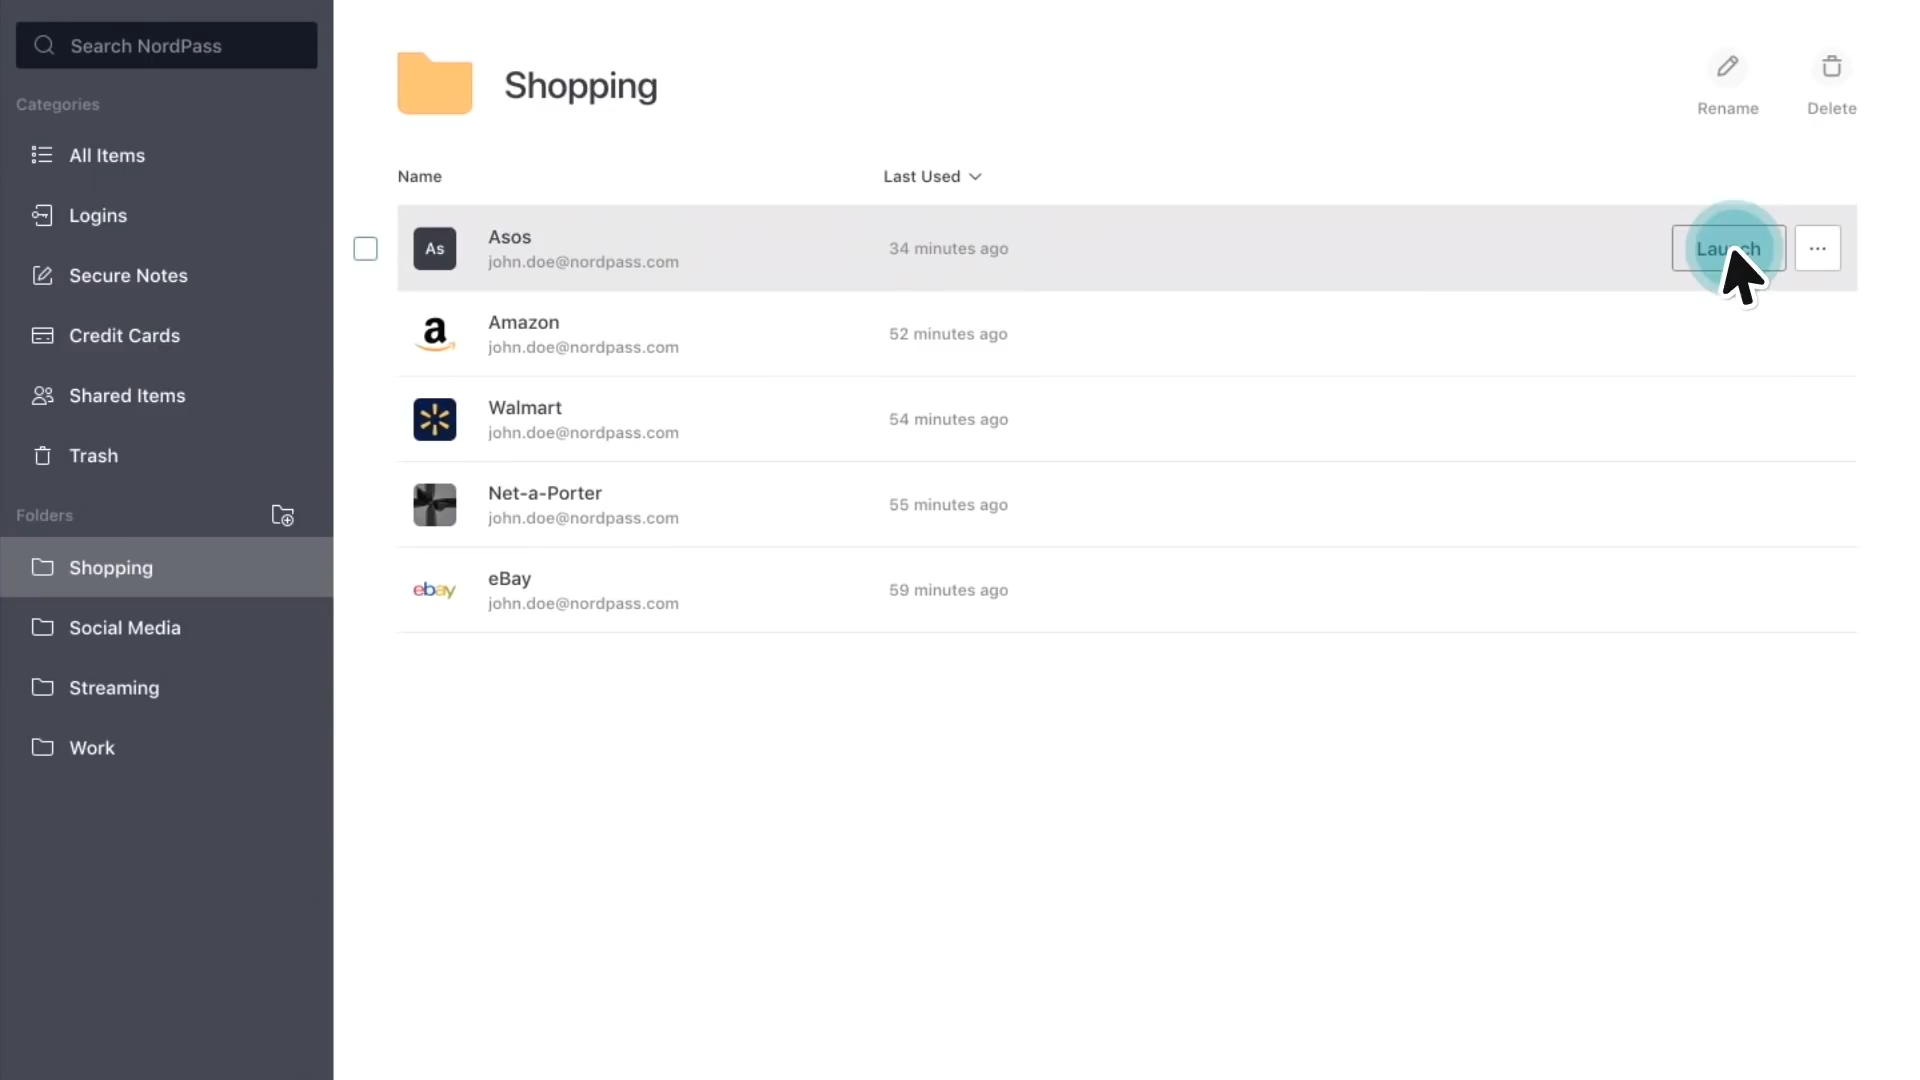 Search NordPass
Categories
All Items
Logins
Secure Notes
Credit Cards
Shared Items
Trash
Folders
Shopping
Social Media
Streaming
Work
Shopping
Rename
Delete
Name
Last Used
As
Asos
john.doe@nordpass.com
34 minutes ago
Launch
a
Amazon
john.doe@nordpass.com
52 minutes ago
Walmart
john.doe@nordpass.com
54 minutes ago
Net-a-Porter
john.doe@nordpass.com
55 minutes ago
ebay
eBay
john.doe@nordpass.com
59 minutes ago